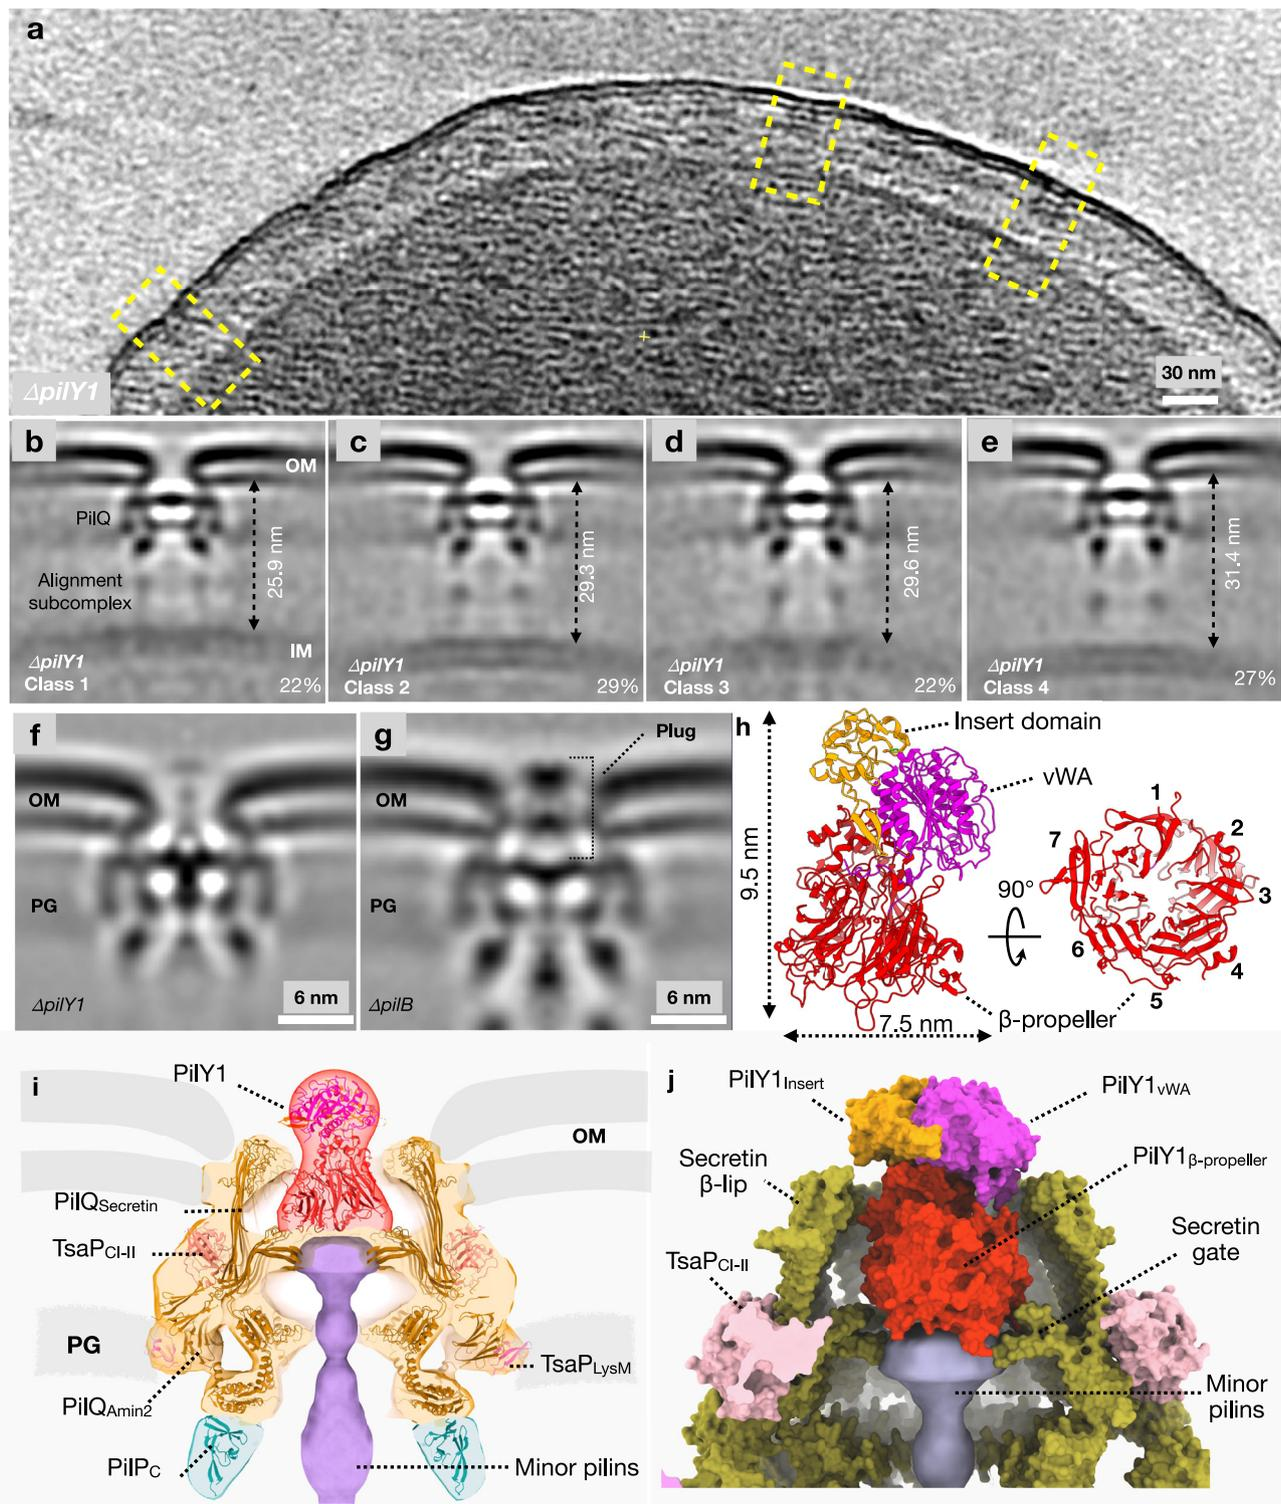 a
ΔpilY1
30 nm
b
OM
PilQ
25.9 nm
Alignment
subcomplex
IM
ΔpilY1
Class 1
22%
c
29.3 nm
ΔpilY1
Class 2
29%
d
29.6 nm
ΔpilY1
Class 3
22%
e
31.4 nm
ΔpilY1
Class 4
27%
f
OM
PG
ΔpilY1
6 nm
g
Plug
OM
PG
ΔpilB
6 nm
h
Insert domain
vWA
9.5 nm
7.5 nm
90°
β-propeller
1
2
3
4
5
6
7
i
PilY1
OM
PilQSecretin
TsaPCI-II
PG
TsaPLysM
PilQAmin2
PilPC
Minor pilins
j
PilY1Insert
PilY1vWA
Secretin
β-lip
PilY1β-propeller
Secretin
gate
TsaPCI-II
Minor
pilins